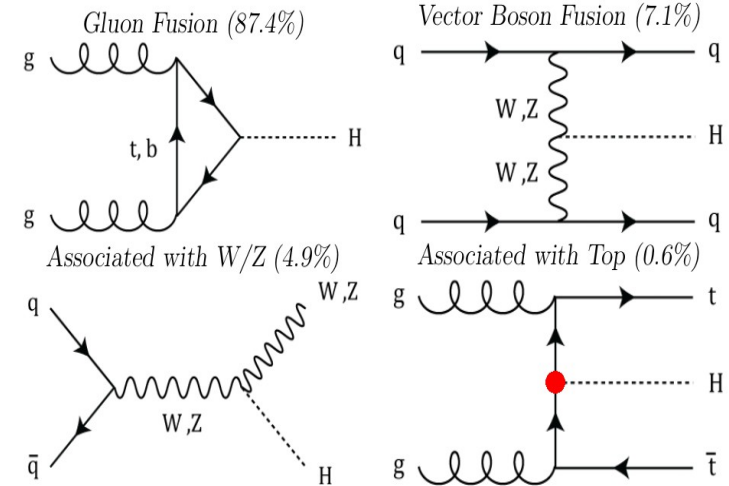 Gluon Fusion (87.4%)
g
t, b
H
g
Vector Boson Fusion (7.1%)
q
q
W ,Z
H
W ,Z
q
q
Associated with W/Z (4.9%)
q
W ,Z
W ,Z
q̄
H
Associated with Top (0.6%)
g
t
H
g
t̄